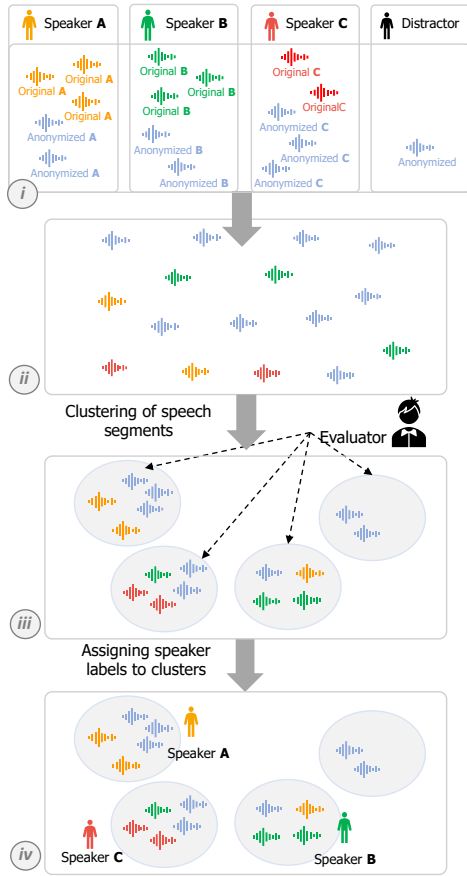 Speaker A
Speaker B
Speaker C
Distractor
Original A
Original A
Original A
Anonymized A
Anonymized A
Original B
Original B
Original B
Anonymized B
Anonymized B
Original C
OriginalC
Anonymized C
Anonymized C
Anonymized C
Anonymized
i
ii
Clustering of speech
segments
Evaluator
iii
Assigning speaker
labels to clusters
Speaker A
Speaker C
Speaker B
iv